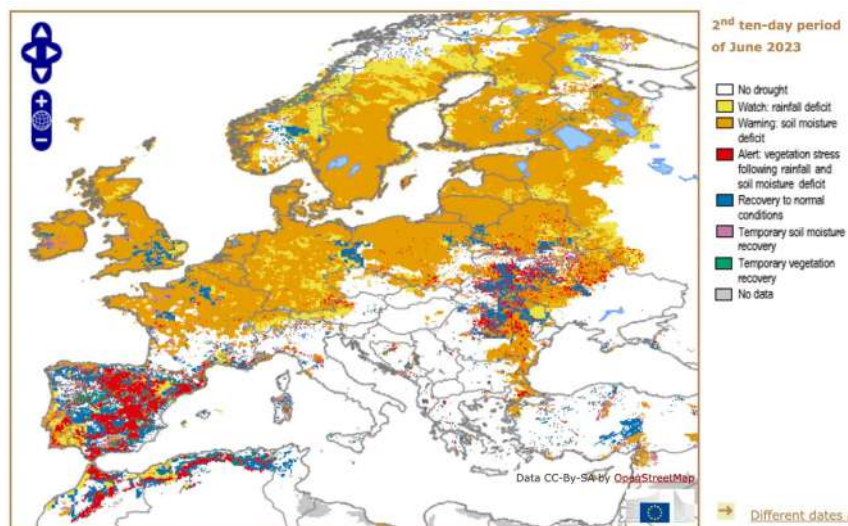 2nd ten-day period
of June 2023
No drought
Watch: rainfall deficit
Warning: soil moisture
deficit
Alert: vegetation stress
following rainfall and
soil moisture deficit
Recovery to normal
conditions
Temporary soil moisture
recovery
Temporary vegetation
recovery
No data
Data CC-By-SA by OpenStreetMap
Different dates